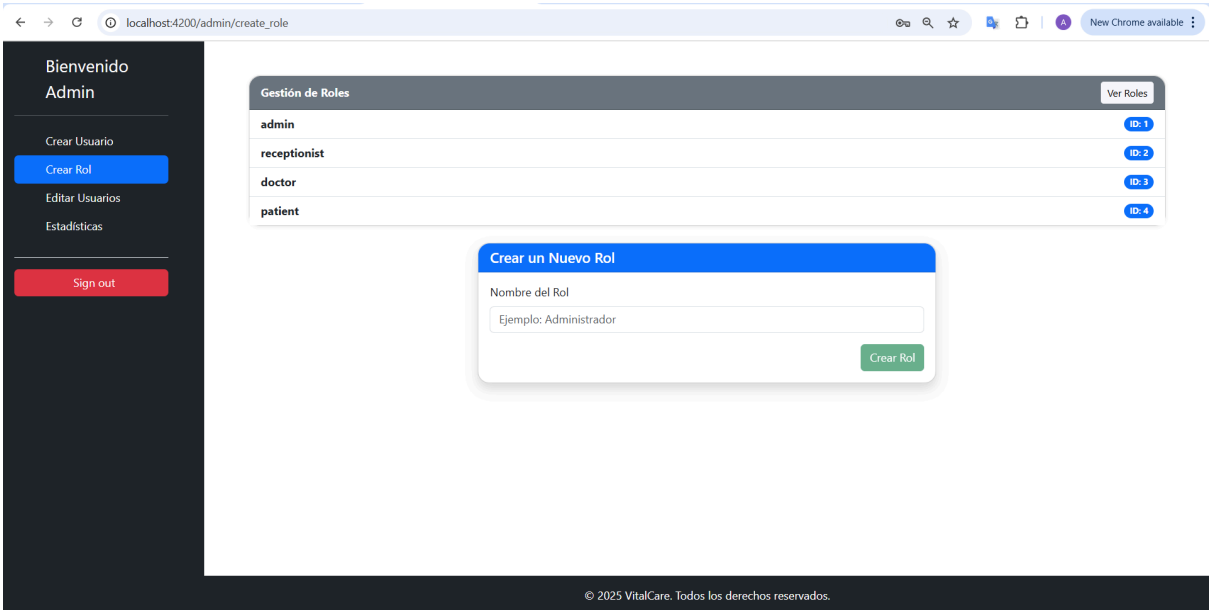 localhost:4200/admin/create_role
A
New Chrome available
Bienvenido
Admin
Crear Usuario
Crear Rol
Editar Usuarios
Estadísticas
Sign out
Gestión de Roles
Ver Roles
admin
ID: 1
receptionist
ID: 2
doctor
ID: 3
patient
ID: 4
Crear un Nuevo Rol
Nombre del Rol
Ejemplo: Administrador
Crear Rol
© 2025 VitalCare. Todos los derechos reservados.